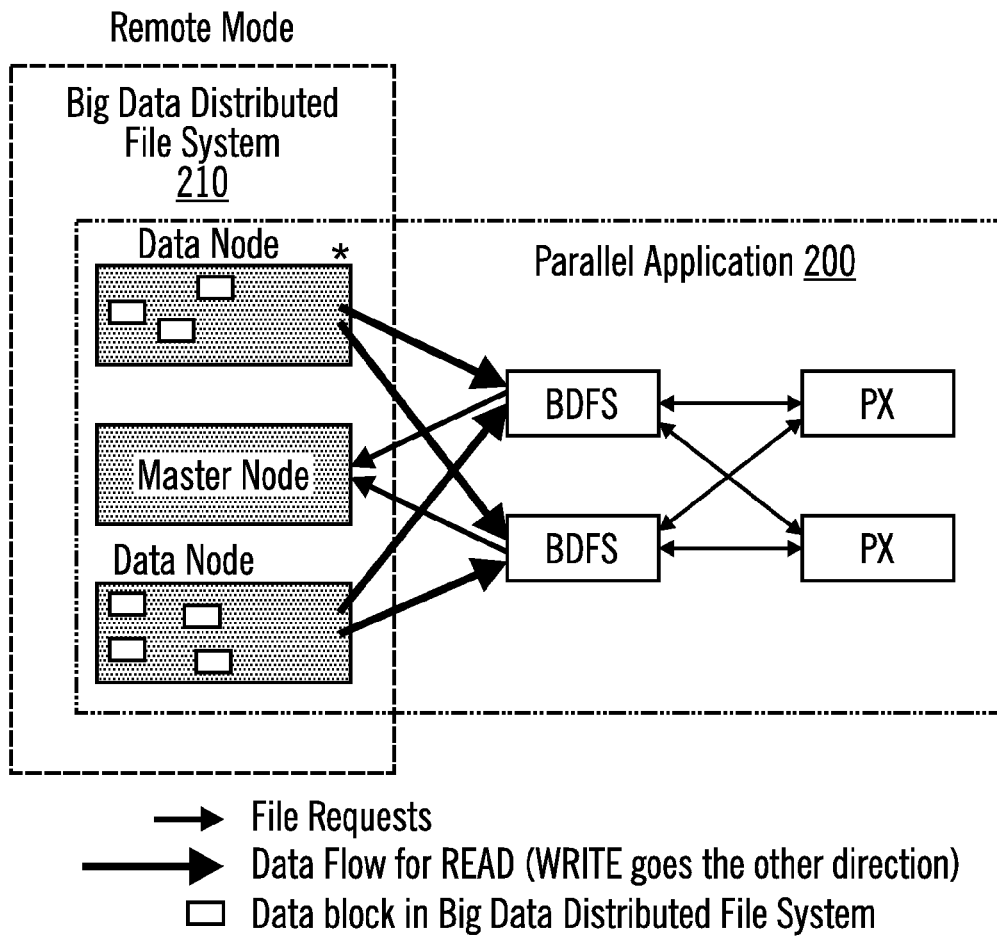 Remote Mode
Big Data Distributed
File System
210
Data Node
*
Parallel Application 200
BDFS
PX
Master Node
BDFS
PX
Data Node
File Requests
Data Flow for READ (WRITE goes the other direction)
Data block in Big Data Distributed File System